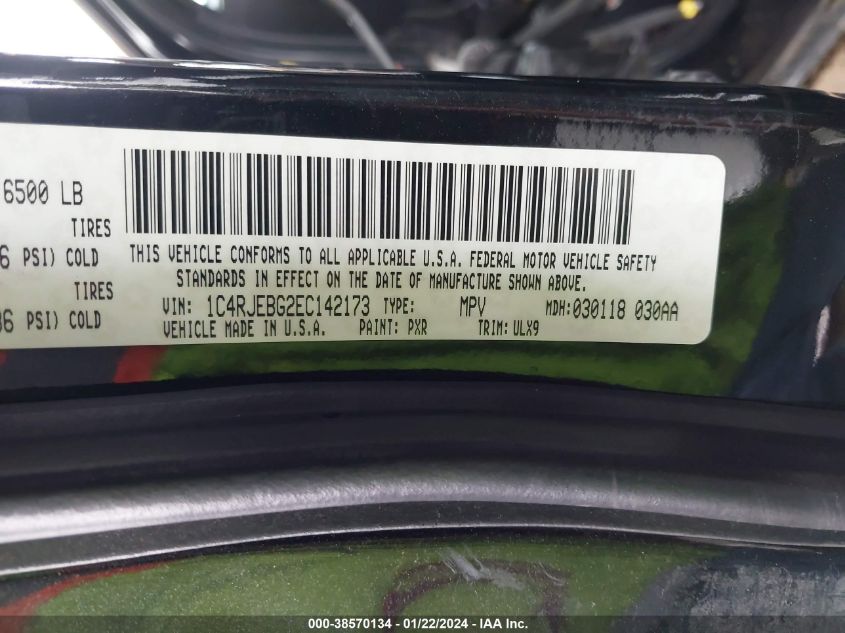 6500 LB
TIRES
6 PSI) COLD
TIRES
36 PSI) COLD
THIS VEHICLE CONFORMS TO ALL APPLICABLE U.S.A. FEDERAL MOTOR VEHICLE SAFETY
STANDARDS IN EFFECT ON THE DATE OF MANUFACTURE SHOWN ABOVE.
VIN: 1C4RJEBG2EC142173 TYPE: MPV MDH: 030118 030AA
VEHICLE MADE IN U.S.A. PAINT: PXR TRIM: ULX9
000-38570134 - 01/22/2024 - IAA Inc.